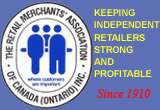 THE RETAIL MERCHANTS' ASSOCIATION
OF CANADA (ONTARIO) INC.
where customers
are important
KEEPING
INDEPENDENT
RETAILERS
STRONG
AND
PROFITABLE
Since 1910